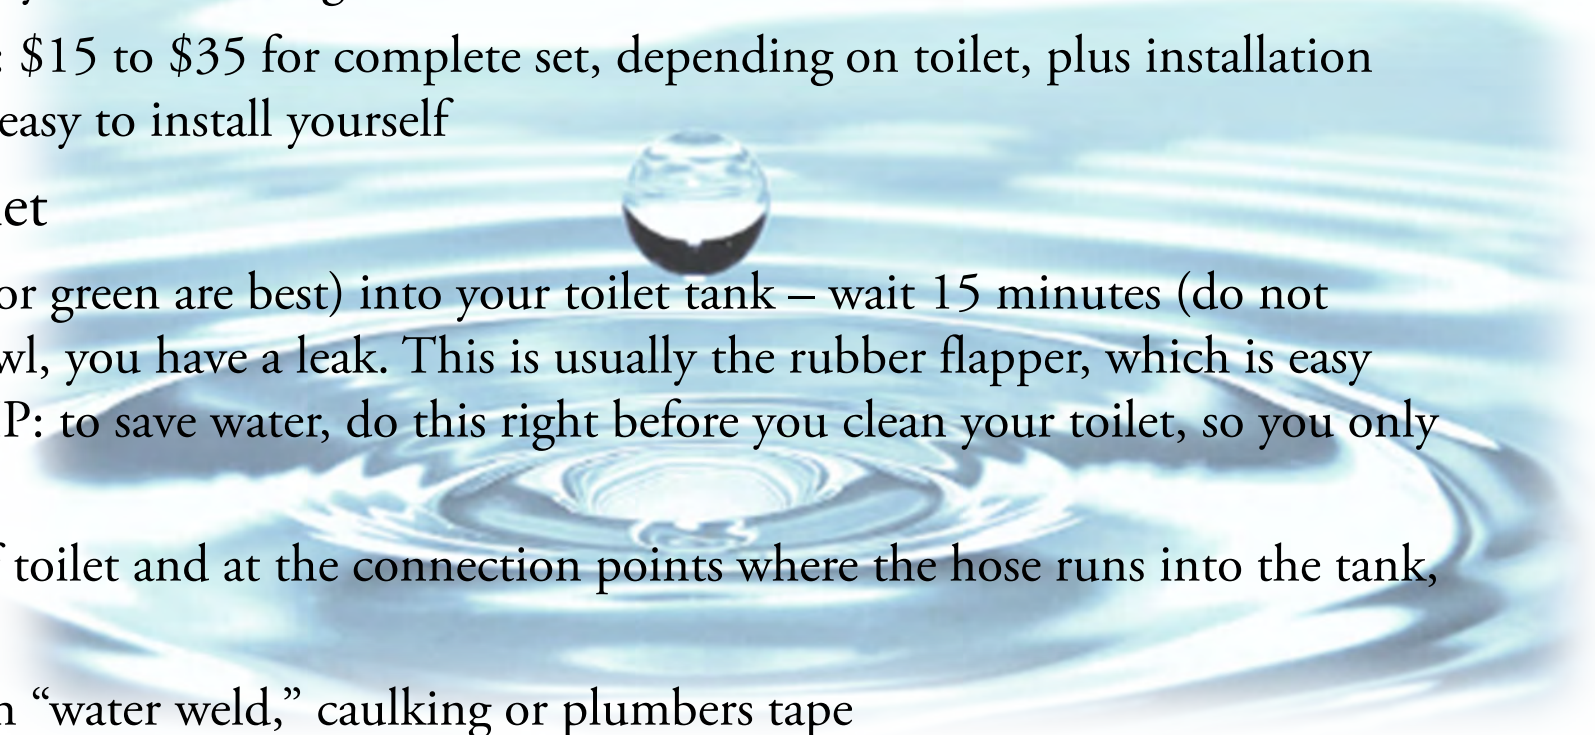 : $15 to $35 for complete set, depending on toilet, plus installation
easy to install yourself
et
or green are best) into your toilet tank – wait 15 minutes (do not
wl, you have a leak. This is usually the rubber flapper, which is easy
P: to save water, do this right before you clean your toilet, so you only
toilet and at the connection points where the hose runs into the tank,
“water weld,” caulking or plumbers tape